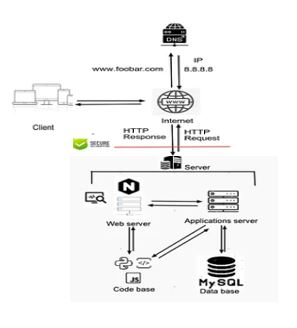 DNS
IP
www.foobar.com
8.8.8.8
WWW
Internet
Client
HTTP
Response
HTTP
Request
SECURE
Server
N
Web server
Applications server
JS
Code base
MySQL
Data base